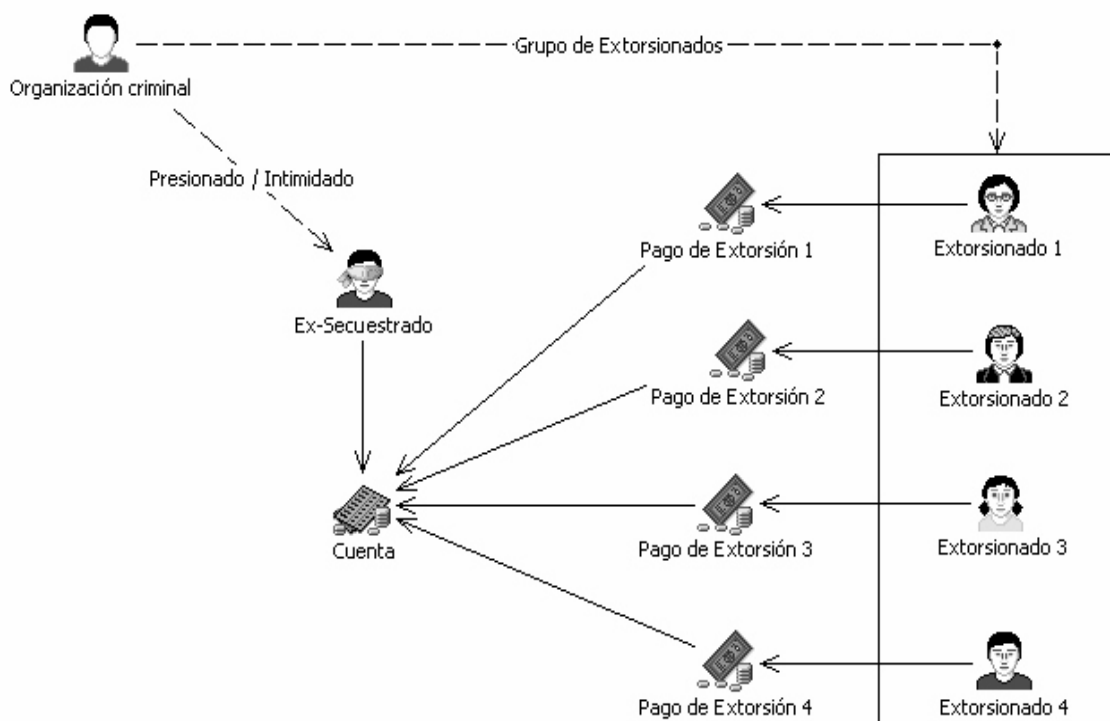 Grupo de Extorsionados
Organización criminal
Presionado / Intimidado
Pago de Extorsión 1
Extorsionado 1
Ex-Secuestrado
Pago de Extorsión 2
Extorsionado 2
Cuenta
Pago de Extorsión 3
Extorsionado 3
Pago de Extorsión 4
Extorsionado 4